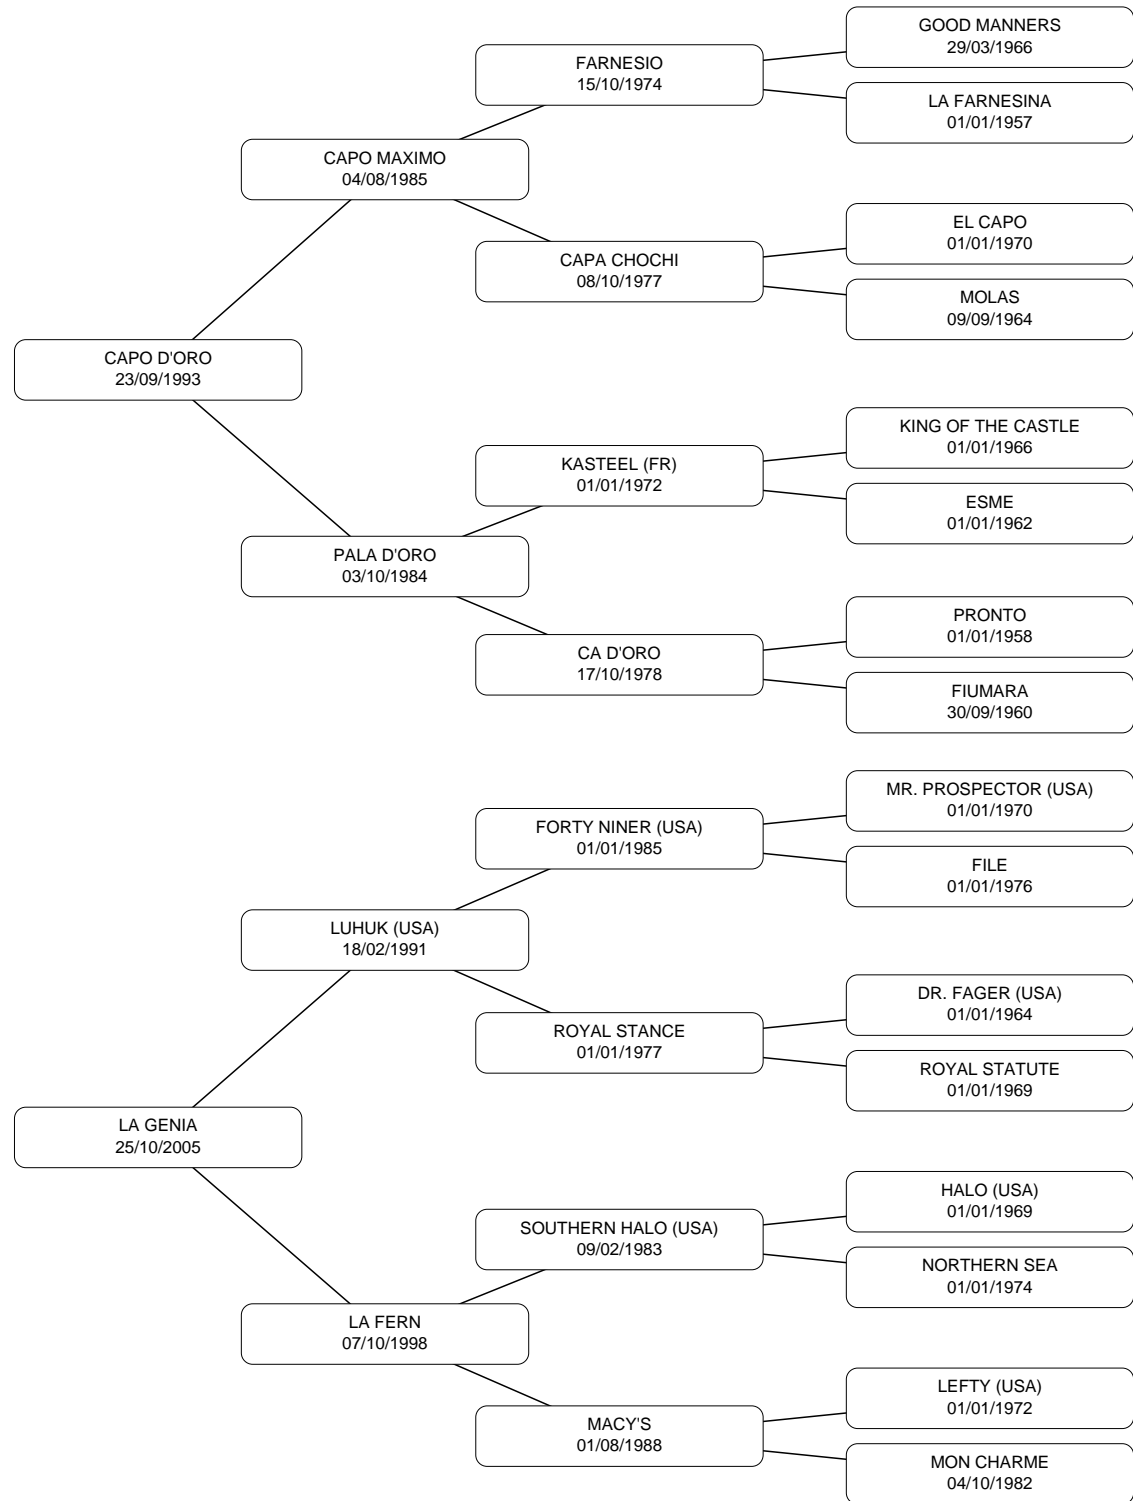 GOOD MANNERS
29/03/1966
FARNESIO
15/10/1974
LA FARNESINA
01/01/1957
CAPO MAXIMO
04/08/1985
EL CAPO
01/01/1970
CAPA CHOCHI
08/10/1977
MOLAS
09/09/1964
CAPO D'ORO
23/09/1993
KING OF THE CASTLE
01/01/1966
KASTEEL (FR)
01/01/1972
ESME
01/01/1962
PALA D'ORO
03/10/1984
PRONTO
01/01/1958
CA D'ORO
17/10/1978
FIUMARA
30/09/1960
MR. PROSPECTOR (USA)
01/01/1970
FORTY NINER (USA)
01/01/1985
FILE
01/01/1976
LUHUK (USA)
18/02/1991
DR. FAGER (USA)
01/01/1964
ROYAL STANCE
01/01/1977
ROYAL STATUTE
01/01/1969
LA GENIA
25/10/2005
HALO (USA)
01/01/1969
SOUTHERN HALO (USA)
09/02/1983
NORTHERN SEA
01/01/1974
LA FERN
07/10/1998
LEFTY (USA)
01/01/1972
MACY'S
01/08/1988
MON CHARME
04/10/1982